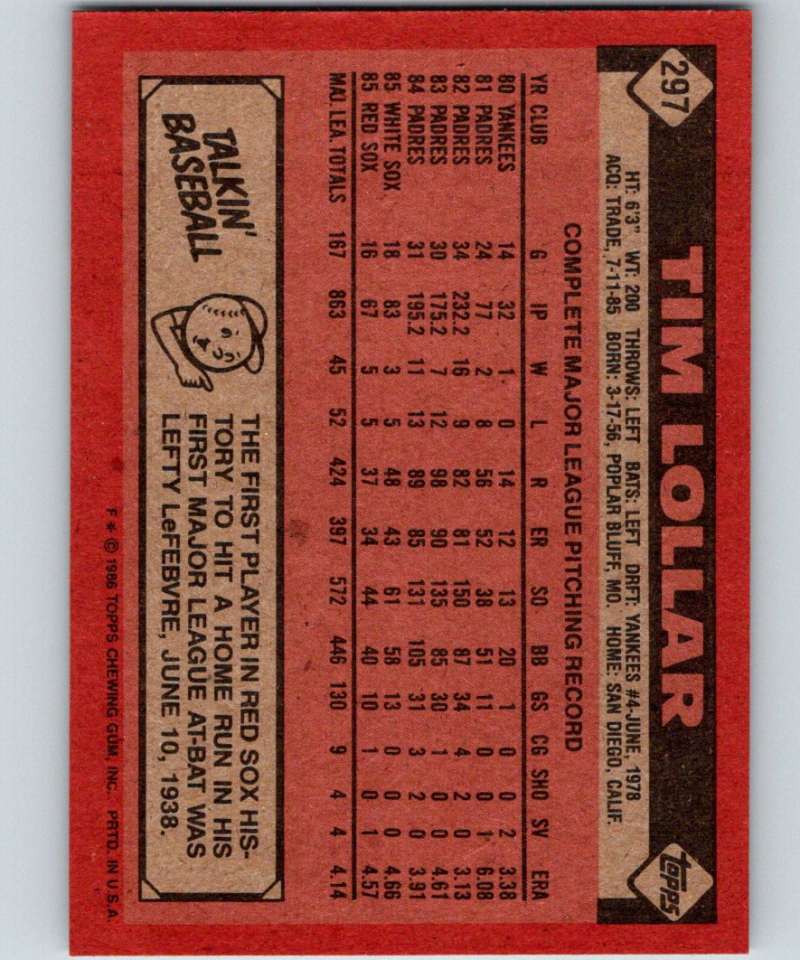 297
TIM LOLLAR
topps
HT: 6'3" WT: 200 THROWS: LEFT BATS: LEFT DRFT: YANKEES #4-JUNE, 1978
ACQ: TRADE, 7-11-85 BORN: 3-17-56, POPLAR BLUFF, MO. HOME: SAN DIEGO, CALIF.
COMPLETE MAJOR LEAGUE PITCHING RECORD
YR CLUB G IP W L R ER SO BB GS CG SHO SV ERA
80 YANKEES 14 32 1 0 14 12 13 20 1 0 0 2 3.38
81 PADRES 24 77 2 8 56 52 38 51 11 0 0 1 6.08
82 PADRES 34 232.2 16 9 82 81 150 87 34 4 2 0 3.13
83 PADRES 30 175.2 7 12 98 90 135 85 30 1 0 0 4.61
84 PADRES 31 195.2 11 13 89 85 131 105 31 3 2 0 3.91
85 WHITE SOX 18 83 3 5 48 43 61 58 13 0 0 0 4.66
85 RED SOX 16 67 5 5 37 34 44 40 10 1 0 1 4.57
MAJ. LEA. TOTALS 167 863 45 52 424 397 572 446 130 9 4 4 4.14
TALKIN'
BASEBALL
THE FIRST PLAYER IN RED SOX HIS-
TORY TO HIT A HOME RUN IN HIS
FIRST MAJOR LEAGUE AT-BAT WAS
LEFTY LeFEBVRE, JUNE 10, 1938.
F * © 1986 TOPPS CHEWING GUM, INC. PRTD. IN U.S.A.